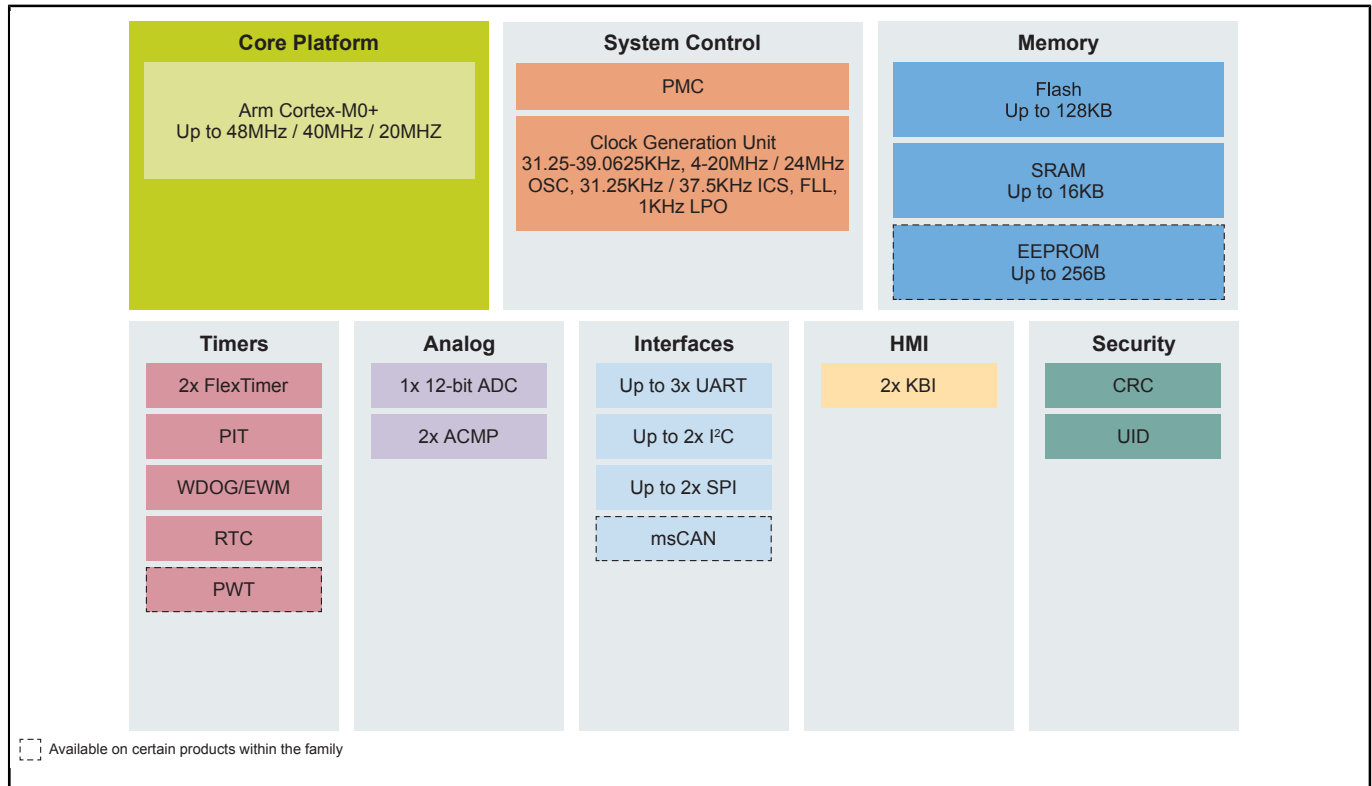 Core Platform
Arm Cortex-M0+
Up to 48MHz / 40MHz / 20MHZ
System Control
PMC
Clock Generation Unit
31.25-39.0625KHz, 4-20MHz / 24MHz
OSC, 31.25KHz / 37.5KHz ICS, FLL,
1KHz LPO
Memory
Flash
Up to 128KB
SRAM
Up to 16KB
EEPROM
Up to 256B
Timers
2x FlexTimer
PIT
WDOG/EWM
RTC
PWT
Analog
1x 12-bit ADC
2x ACMP
Interfaces
Up to 3x UART
Up to 2x I²C
Up to 2x SPI
msCAN
HMI
2x KBI
Security
CRC
UID
Available on certain products within the family